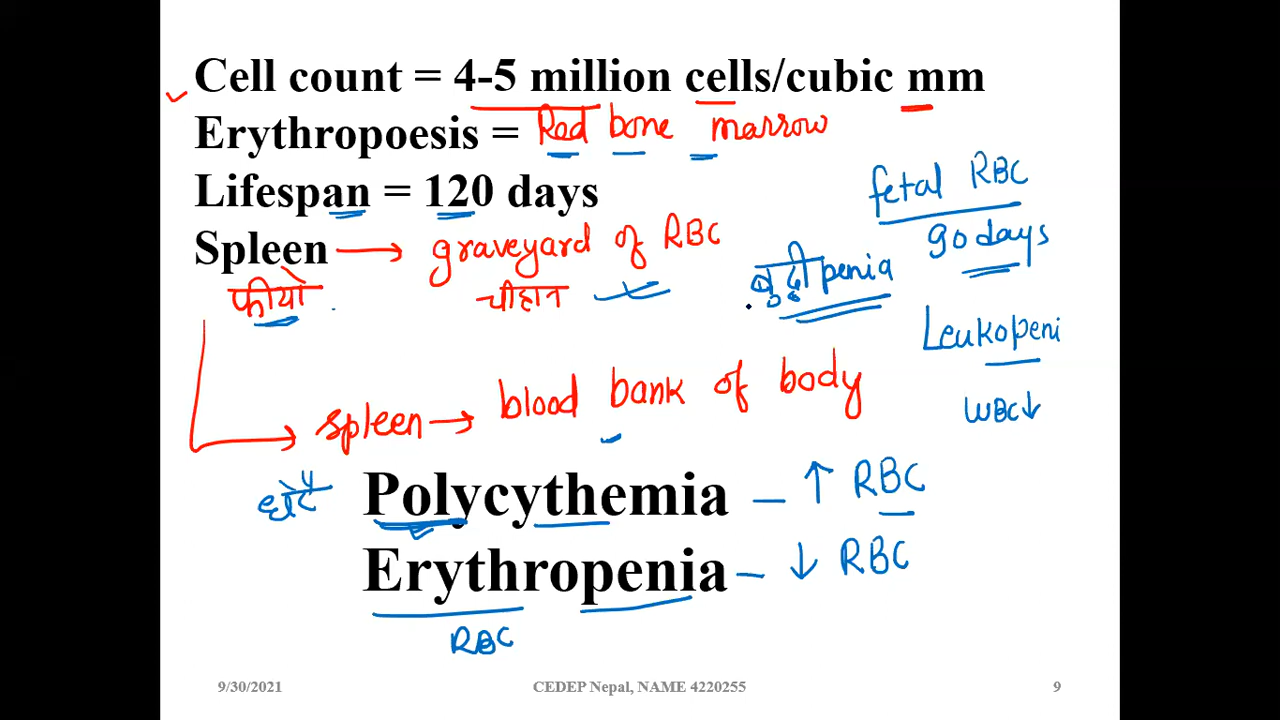 Cell count = 4-5 million cells/cubic mm
Erythropoesis = Red bone marrow
Lifespan = 120 days
fetal RBC
90 days
Spleen → graveyard of RBC
फीयो
चीहान
penia
Leukopeni
WBC↓
spleen → blood bank of body
Polycythemia – ↑ RBC
Erythropenia – ↓ RBC
RBC
9/30/2021 CEDEP Nepal, NAME 4220255 9